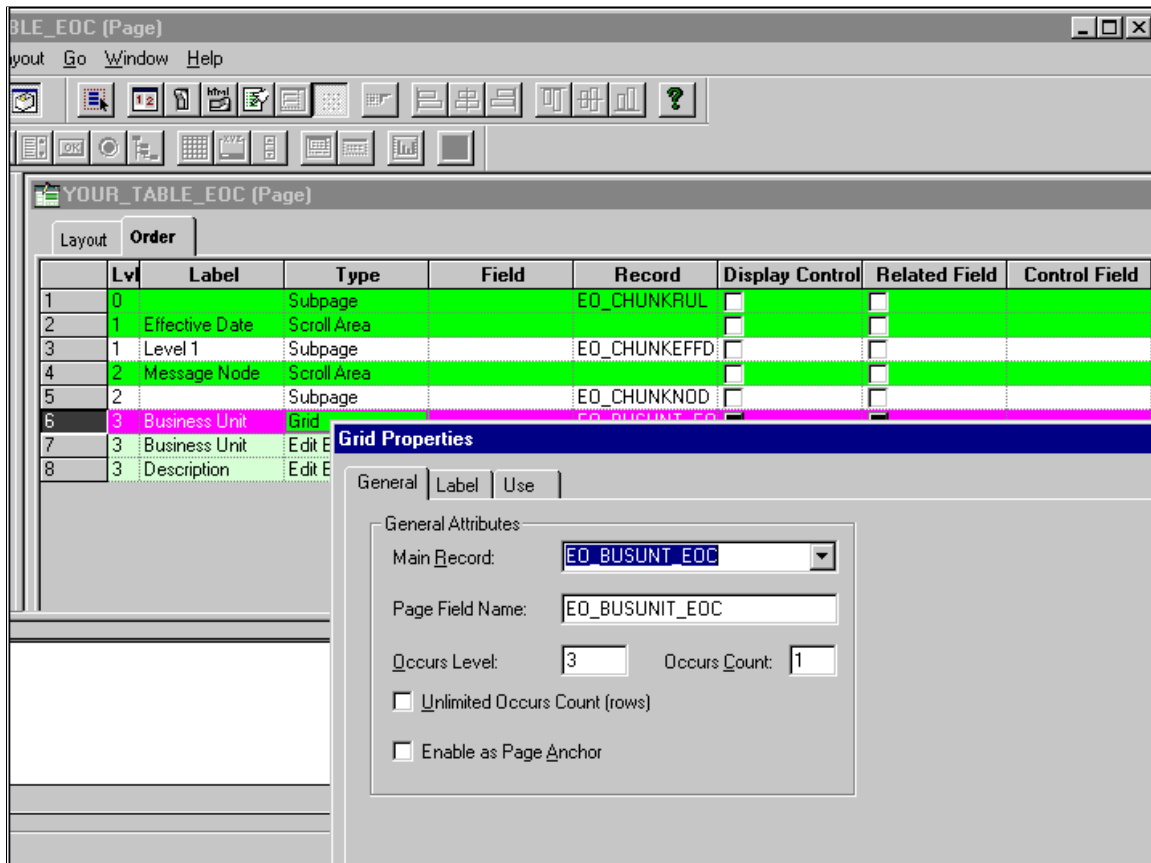 BLE_EOC (Page)
yout Go Window Help
YOUR_TABLE_EOC (Page)
Layout Order
Lvl Label Type Field Record Display Control Related Field Control Field
1 0 Subpage EO_CHUNKRUL
2 1 Effective Date Scroll Area
3 1 Level 1 Subpage EO_CHUNKEFFD
4 2 Message Node Scroll Area
5 2 Subpage EO_CHUNKNOD
6 3 Business Unit Grid EO_BUSUNT_EO
7 3 Business Unit Edit E
8 3 Description Edit E
Grid Properties
General Label Use
General Attributes
Main Record: EO_BUSUNT_EOC
Page Field Name: EO_BUSUNIT_EOC
Occurs Level: 3 Occurs Count: 1
Unlimited Occurs Count (rows)
Enable as Page Anchor